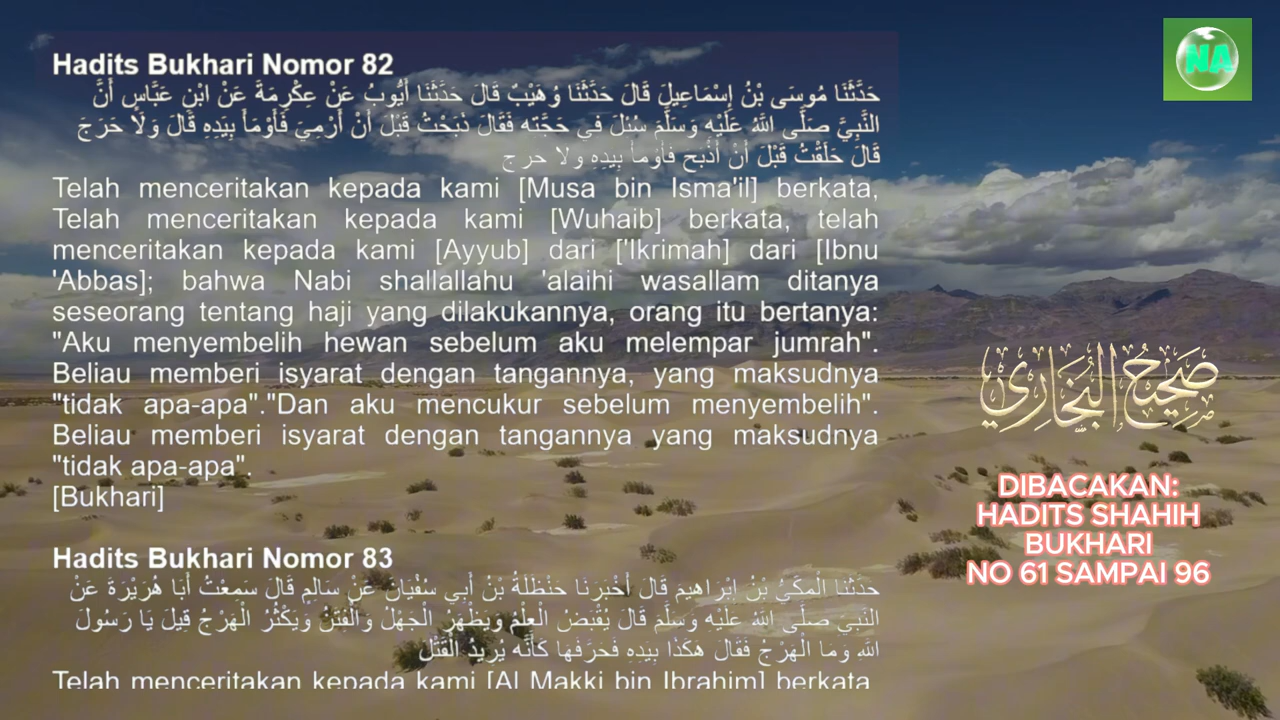 Hadits Bukhari Nomor 82
حَدَّثَنَا مُوسَى بْنُ إِسْمَاعِيلَ قَالَ حَدَّثَنَا وُهَيْبٌ قَالَ حَدَّثَنَا أَيُّوبُ عَنْ عِكْرِمَةَ عَنْ ابْنِ عَبَّاسٍ أَنَّ
النَّبِيَّ صَلَّى اللَّهُ عَلَيْهِ وَسَلَّمَ سُئِلَ فِي حَجَّتِهِ فَقَالَ ذَبَحْتُ قَبْلَ أَنْ أَرْمِيَ فَأَوْمَأَ بِيَدِهِ قَالَ وَلَا حَرَجَ
قَالَ حَلَقْتُ قَبْلَ أَنْ أَذْبَحَ فَأَوْمَأَ بِيَدِهِ وَلَا حَرَجَ
Telah menceritakan kepada kami [Musa bin Isma'il] berkata,
Telah menceritakan kepada kami [Wuhaib] berkata, telah
menceritakan kepada kami [Ayyub] dari ['Ikrimah] dari [Ibnu
'Abbas]; bahwa Nabi shallallahu 'alaihi wasallam ditanya
seseorang tentang haji yang dilakukannya, orang itu bertanya:
"Aku menyembelih hewan sebelum aku melempar jumrah".
Beliau memberi isyarat dengan tangannya, yang maksudnya
"tidak apa-apa"."Dan aku mencukur sebelum menyembelih".
Beliau memberi isyarat dengan tangannya yang maksudnya
"tidak apa-apa".
[Bukhari]
Hadits Bukhari Nomor 83
حَدَّثَنَا الْمَكِّيُّ بْنُ إِبْرَاهِيمَ قَالَ أَخْبَرَنَا حَنْظَلَةُ بْنُ أَبِي سُفْيَانَ عَنْ سَالِمٍ قَالَ سَمِعْتُ أَبَا هُرَيْرَةَ عَنْ
النَّبِيِّ صَلَّى اللَّهُ عَلَيْهِ وَسَلَّمَ قَالَ يُقْبَضُ الْعِلْمُ وَيَظْهَرُ الْجَهْلُ وَالْفِتَنُ وَيَكْثُرُ الْهَرْجُ قِيلَ يَا رَسُولَ
اللَّهِ وَمَا الْهَرْجُ فَقَالَ هَكَذَا بِيَدِهِ فَحَرَّفَهَا كَأَنَّهُ يُرِيدُ الْقَتْلَ
Telah menceritakan kepada kami [Al Makki bin Ibrahim] berkata,
NA
صَحِيحُ الْبُخَارِيِّ
DIBACAKAN:
HADITS SHAHIH
BUKHARI
NO 61 SAMPAI 96